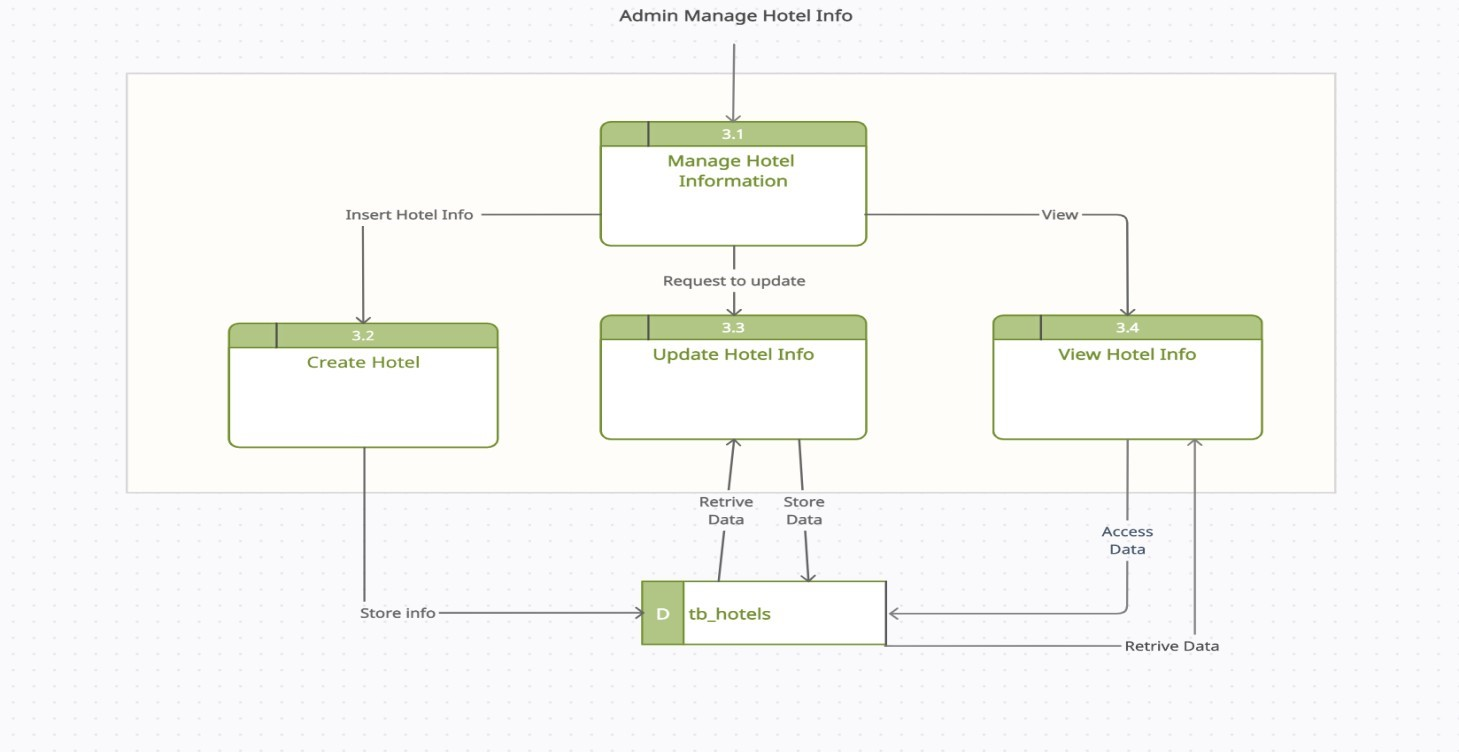 Admin Manage Hotel Info
3.1
Manage Hotel
Information
Insert Hotel Info
View
Request to update
3.2
Create Hotel
3.3
Update Hotel Info
3.4
View Hotel Info
Retrive
Data
Store
Data
Access
Data
Store info
D
tb_hotels
Retrive Data